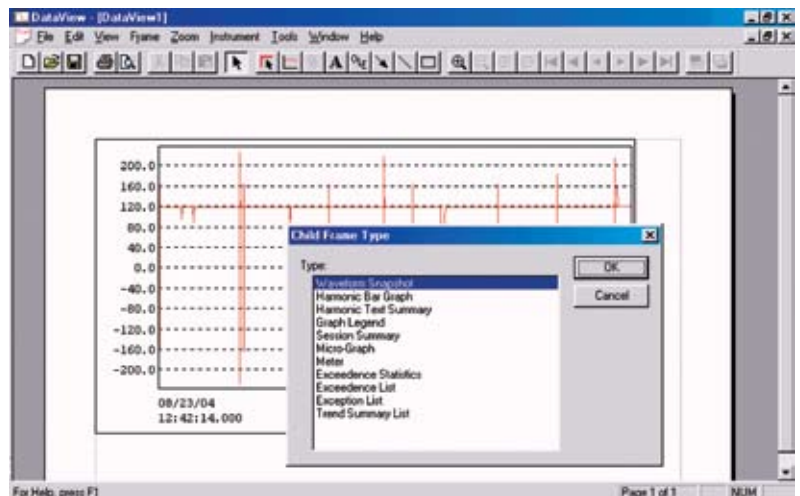 DataView - [DataView1]
File Edit View Frame Zoom Instrument Tools Window Help
A
200.0
160.0
120.0
80.0
40.0
0.0
-40.0
-80.0
-120.0
-160.0
-200.0
08/23/04
12:42:14.000
Child Frame Type
Type:
Waveform Snapshot
Harmonic Bar Graph
Harmonic Text Summary
Graph Legend
Session Summary
Micro-Graph
Meter
Exceedence Statistics
Exceedence List
Exception List
Trend Summary List
OK
Cancel
For Help, press F1
Page 1 of 1
NUM